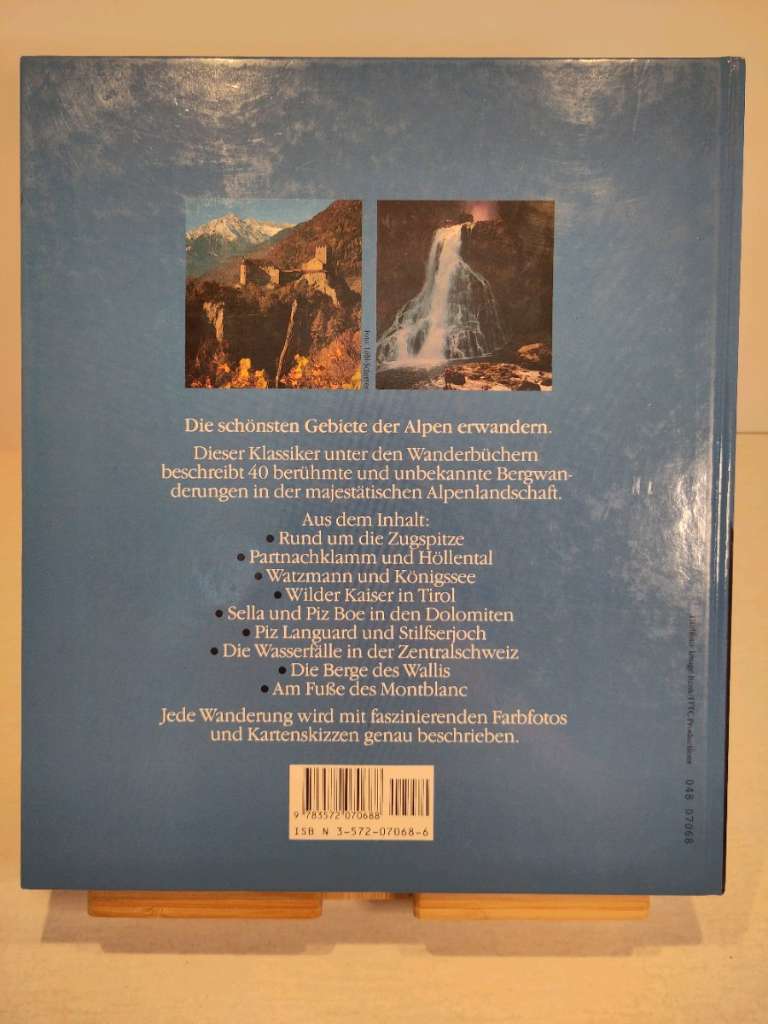 Die schönsten Gebiete der Alpen erwandern.
Dieser Klassiker unter den Wanderbüchern
beschreibt 40 berühmte und unbekannte Bergwan-
derungen in der majestätischen Alpenlandschaft.
Aus dem Inhalt:
• Rund um die Zugspitze
• Partnachklamm und Höllental
• Watzmann und Königssee
• Wilder Kaiser in Tirol
• Sella und Piz Boe in den Dolomiten
• Piz Languard und Stilfserjoch
• Die Wasserfälle in der Zentralschweiz
• Die Berge des Wallis
• Am Fuße des Montblanc
Jede Wanderung wird mit faszinierenden Farbfotos
und Kartenskizzen genau beschrieben.
9 783572 070688
ISBN 3-572-07068-6
048 07068